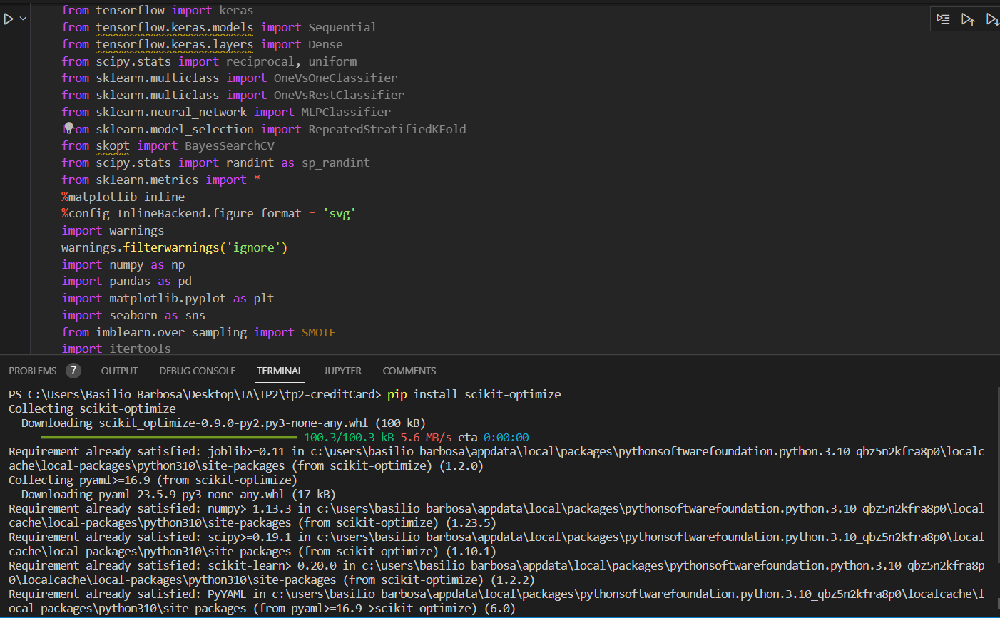 from tensorflow import keras
from tensorflow.keras.models import Sequential
from tensorflow.keras.layers import Dense
from scipy.stats import reciprocal, uniform
from sklearn.multiclass import OneVsOneClassifier
from sklearn.multiclass import OneVsRestClassifier
from sklearn.neural_network import MLPClassifier
from sklearn.model_selection import RepeatedStratifiedKFold
from skopt import BayesSearchCV
from scipy.stats import randint as sp_randint
from sklearn.metrics import *
%matplotlib inline
%config InlineBackend.figure_format = 'svg'
import warnings
warnings.filterwarnings('ignore')
import numpy as np
import pandas as pd
import matplotlib.pyplot as plt
import seaborn as sns
from imblearn.over_sampling import SMOTE
import itertools
PROBLEMS 7 OUTPUT DEBUG CONSOLE TERMINAL JUPYTER COMMENTS
PS C:\Users\Basilio Barbosa\Desktop\IA\TP2\tp2-creditCard> pip install scikit-optimize
Collecting scikit-optimize
Downloading scikit_optimize-0.9.0-py2.py3-none-any.whl (100 kB)
100.3/100.3 kB 5.6 MB/s eta 0:00:00
Requirement already satisfied: joblib>=0.11 in c:\users\basilio barbosa\appdata\local\packages\pythonsoftwarefoundation.python.3.10_qbz5n2kfra8p0\localc
ache\local-packages\python310\site-packages (from scikit-optimize) (1.2.0)
Collecting pyaml>=16.9 (from scikit-optimize)
Downloading pyaml-23.5.9-py3-none-any.whl (17 kB)
Requirement already satisfied: numpy>=1.13.3 in c:\users\basilio barbosa\appdata\local\packages\pythonsoftwarefoundation.python.3.10_qbz5n2kfra8p0\local
cache\local-packages\python310\site-packages (from scikit-optimize) (1.23.5)
Requirement already satisfied: scipy>=0.19.1 in c:\users\basilio barbosa\appdata\local\packages\pythonsoftwarefoundation.python.3.10_qbz5n2kfra8p0\local
cache\local-packages\python310\site-packages (from scikit-optimize) (1.10.1)
Requirement already satisfied: scikit-learn>=0.20.0 in c:\users\basilio barbosa\appdata\local\packages\pythonsoftwarefoundation.python.3.10_qbz5n2kfra8p
0\localcache\local-packages\python310\site-packages (from scikit-optimize) (1.2.2)
Requirement already satisfied: PyYAML in c:\users\basilio barbosa\appdata\local\packages\pythonsoftwarefoundation.python.3.10_qbz5n2kfra8p0\localcache\l
ocal-packages\python310\site-packages (from pyaml>=16.9->scikit-optimize) (6.0)